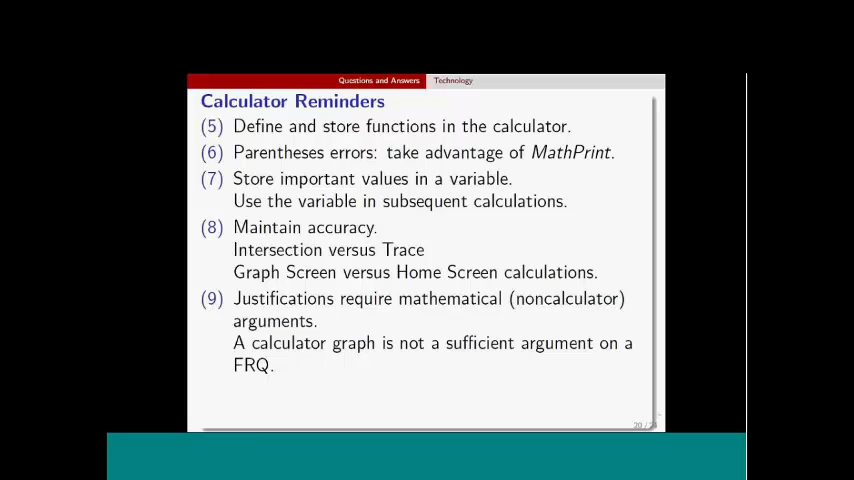 Questions and Answers Technology
Calculator Reminders
(5) Define and store functions in the calculator.
(6) Parentheses errors: take advantage of MathPrint.
(7) Store important values in a variable.
Use the variable in subsequent calculations.
(8) Maintain accuracy.
Intersection versus Trace
Graph Screen versus Home Screen calculations.
(9) Justifications require mathematical (noncalculator)
arguments.
A calculator graph is not a sufficient argument on a
FRQ.